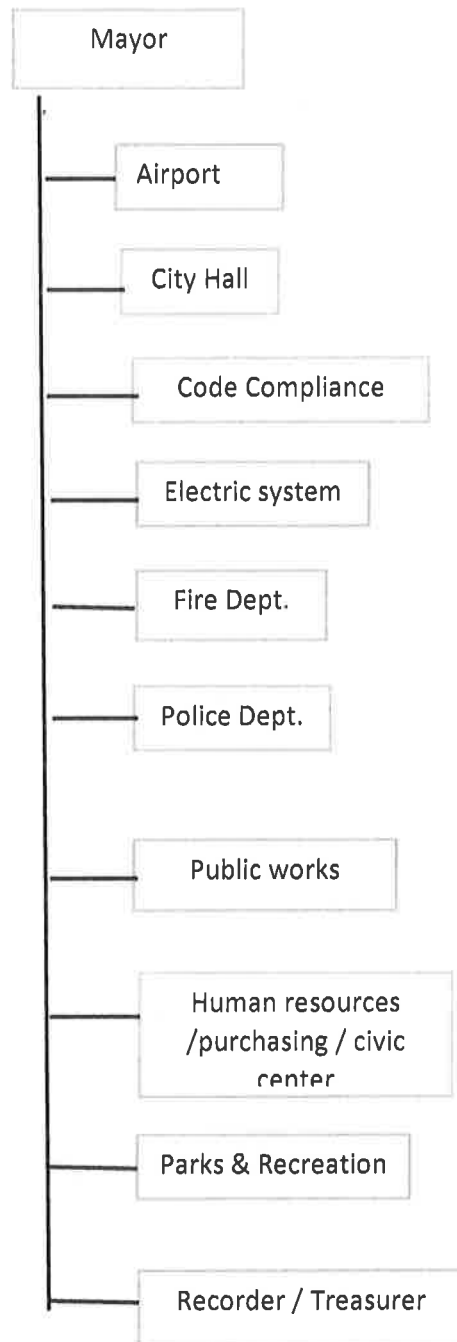 Mayor
Airport
City Hall
Code Compliance
Electric system
Fire Dept.
Police Dept.
Public works
Human resources
/purchasing / civic
center
Parks & Recreation
Recorder / Treasurer